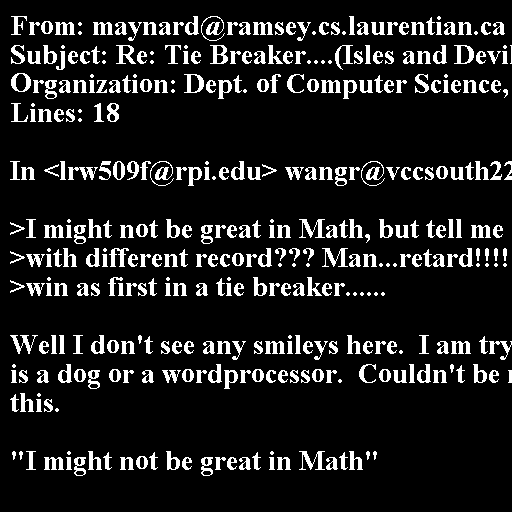 From: maynard@ramsey.cs.laurentian.ca
Subject: Re: Tie Breaker....(Isles and Devil
Organization: Dept. of Computer Science,
Lines: 18
In <lrw509f@rpi.edu> wangr@vccsouth22
>I might not be great in Math, but tell me
>with different record??? Man...retard!!!!
>win as first in a tie breaker......
Well I don't see any smileys here.  I am try
is a dog or a wordprocessor.  Couldn't be
this.
"I might not be great in Math"